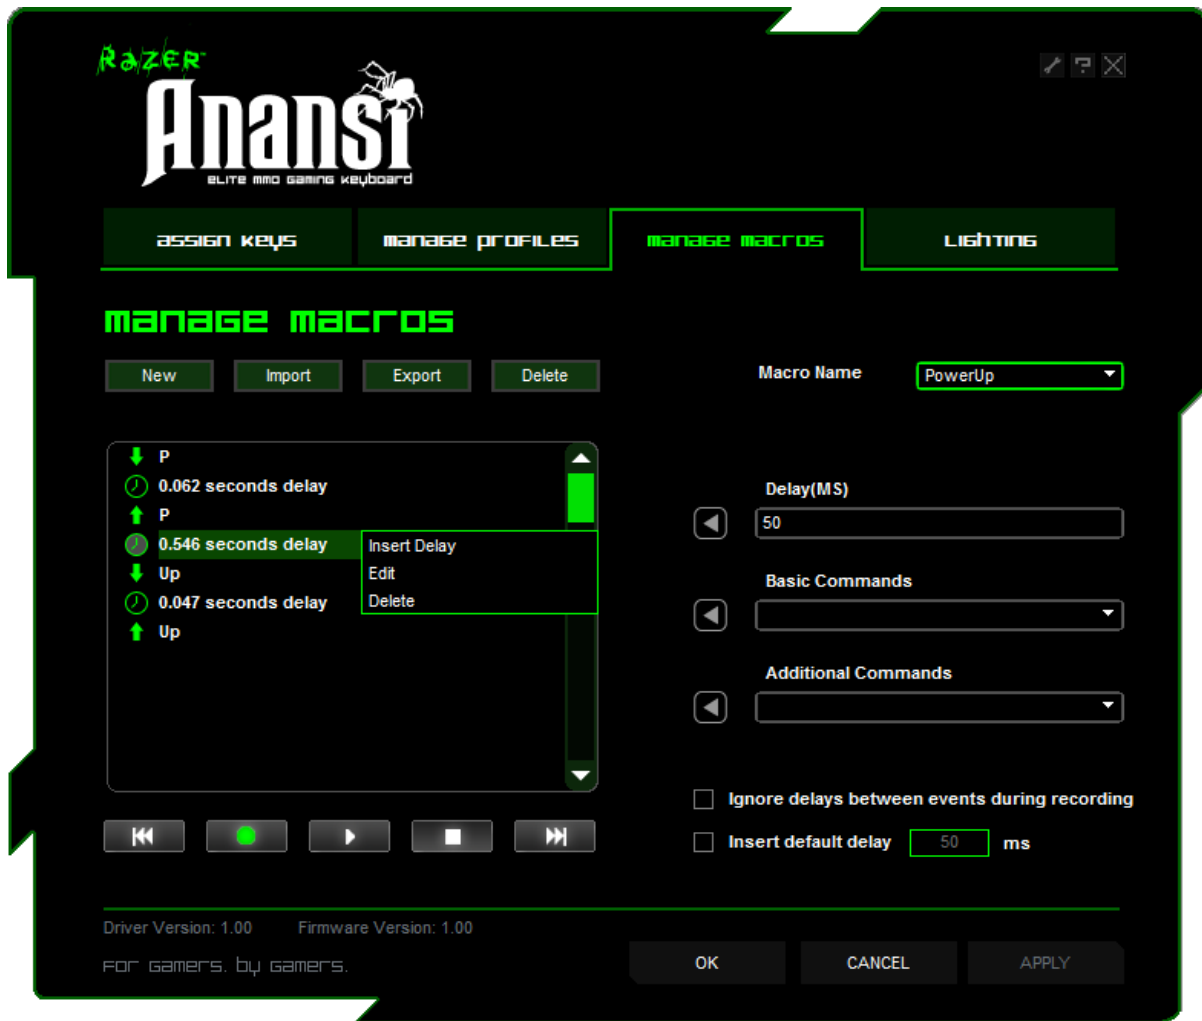 RAZER™
Anansi
ELITE MMO GAMING KEYBOARD
ASSIGN KEYS
MANAGE PROFILES
MANAGE MACROS
LIGHTING
MANAGE MACROS
New
Import
Export
Delete
Macro Name
PowerUp
P
0.062 seconds delay
P
0.546 seconds delay
Up
0.047 seconds delay
Up
Insert Delay
Edit
Delete
Delay(MS)
50
Basic Commands
Additional Commands
Ignore delays between events during recording
Insert default delay 50 ms
Driver Version: 1.00 Firmware Version: 1.00
FOR GAMERS. BY GAMERS.
OK
CANCEL
APPLY